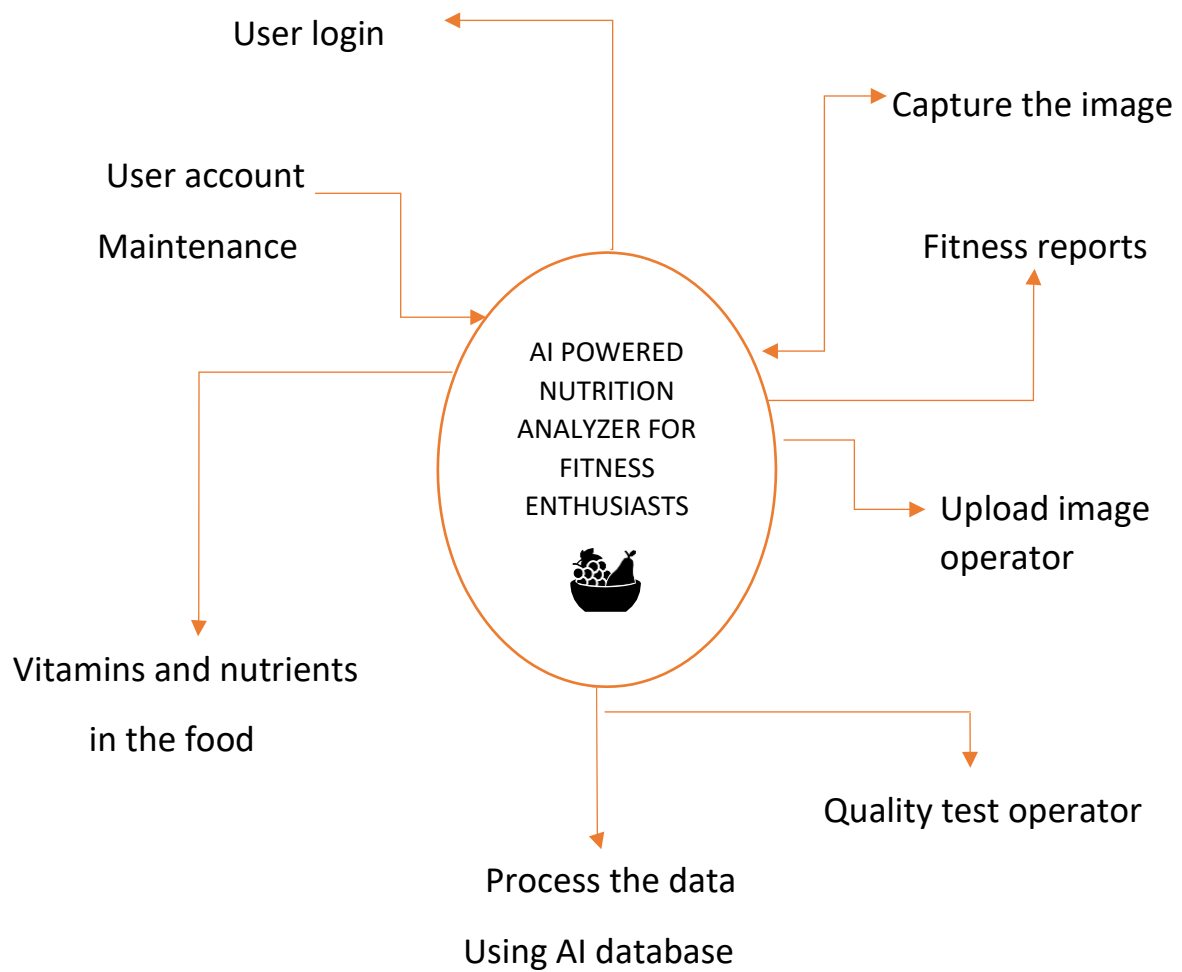 User login
Capture the image
User account
Maintenance
Fitness reports
AI POWERED
NUTRITION
ANALYZER FOR
FITNESS
ENTHUSIASTS
Upload image
operator
Vitamins and nutrients
in the food
Quality test operator
Process the data
Using AI database